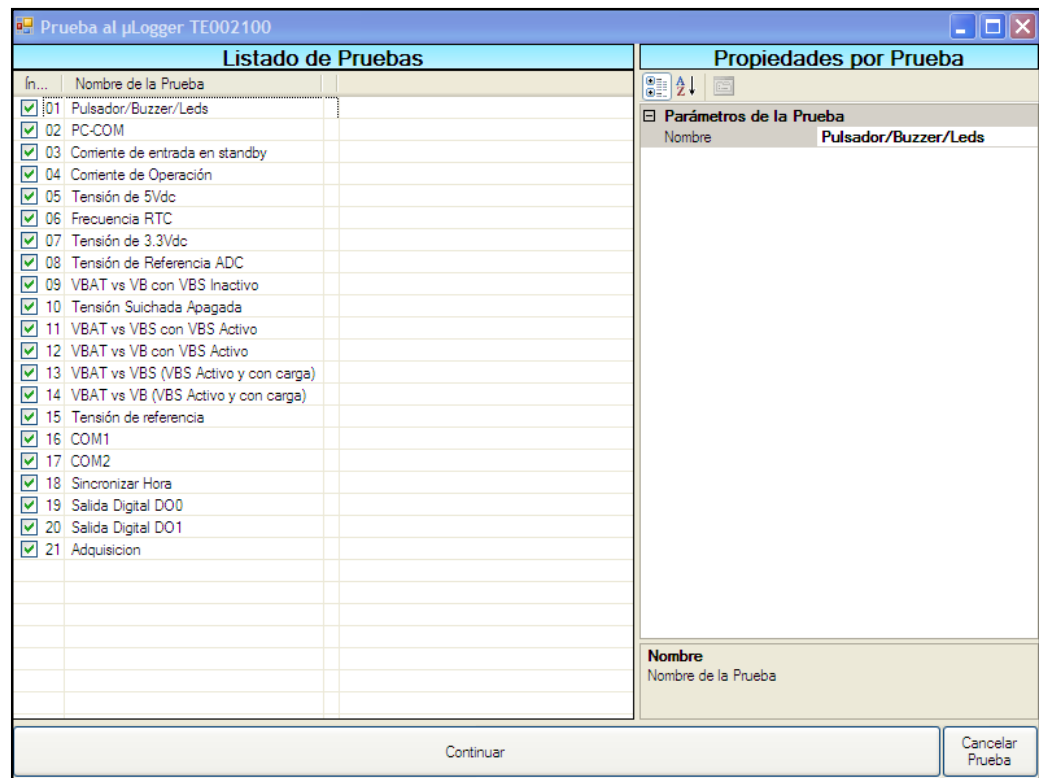 Prueba al µLogger TE002100
Listado de Pruebas
Ín... Nombre de la Prueba
01 Pulsador/Buzzer/Leds
02 PC-COM
03 Corriente de entrada en standby
04 Corriente de Operación
05 Tensión de 5Vdc
06 Frecuencia RTC
07 Tensión de 3.3Vdc
08 Tensión de Referencia ADC
09 VBAT vs VB con VBS Inactivo
10 Tensión Suichada Apagada
11 VBAT vs VBS con VBS Activo
12 VBAT vs VB con VBS Activo
13 VBAT vs VBS (VBS Activo y con carga)
14 VBAT vs VB (VBS Activo y con carga)
15 Tensión de referencia
16 COM1
17 COM2
18 Sincronizar Hora
19 Salida Digital DO0
20 Salida Digital DO1
21 Adquisicion
Propiedades por Prueba
Parámetros de la Prueba
Nombre Pulsador/Buzzer/Leds
Nombre
Nombre de la Prueba
Continuar
Cancelar
Prueba